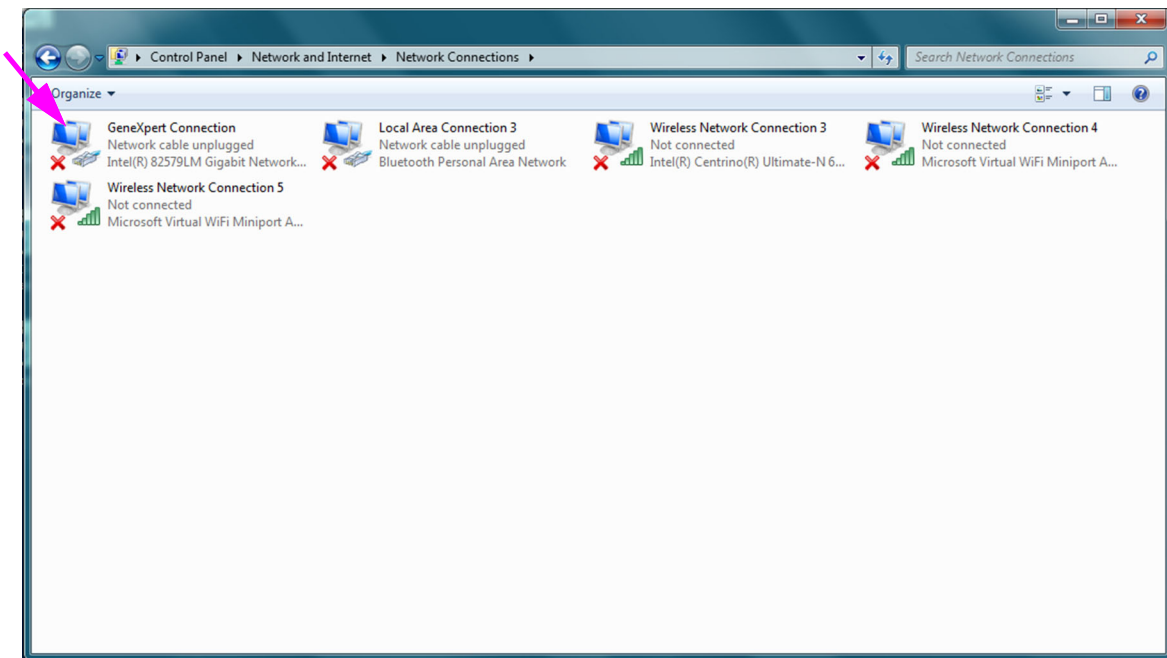 Control Panel Network and Internet Network Connections
Search Network Connections
Organize
GeneXpert Connection
Network cable unplugged
Intel(R) 82579LM Gigabit Network...
Local Area Connection 3
Network cable unplugged
Bluetooth Personal Area Network
Wireless Network Connection 3
Not connected
Intel(R) Centrino(R) Ultimate-N 6...
Wireless Network Connection 4
Not connected
Microsoft Virtual WiFi Miniport A...
Wireless Network Connection 5
Not connected
Microsoft Virtual WiFi Miniport A...